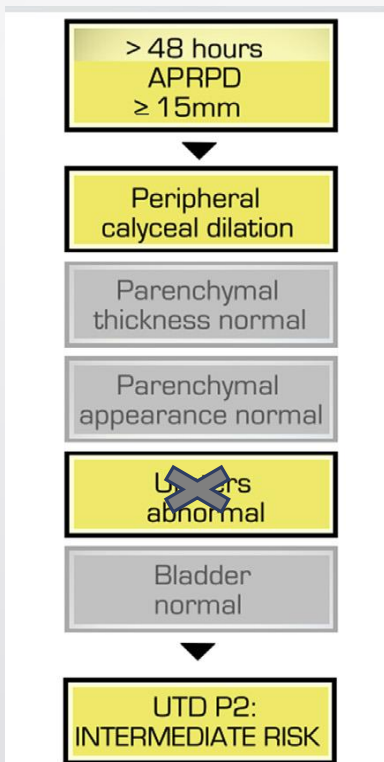 > 48 hours
APRPD
≥ 15mm
Peripheral
calyceal dilation
Parenchymal
thickness normal
Parenchymal
appearance normal
abnormal
Bladder
normal
UTD P2:
INTERMEDIATE RISK